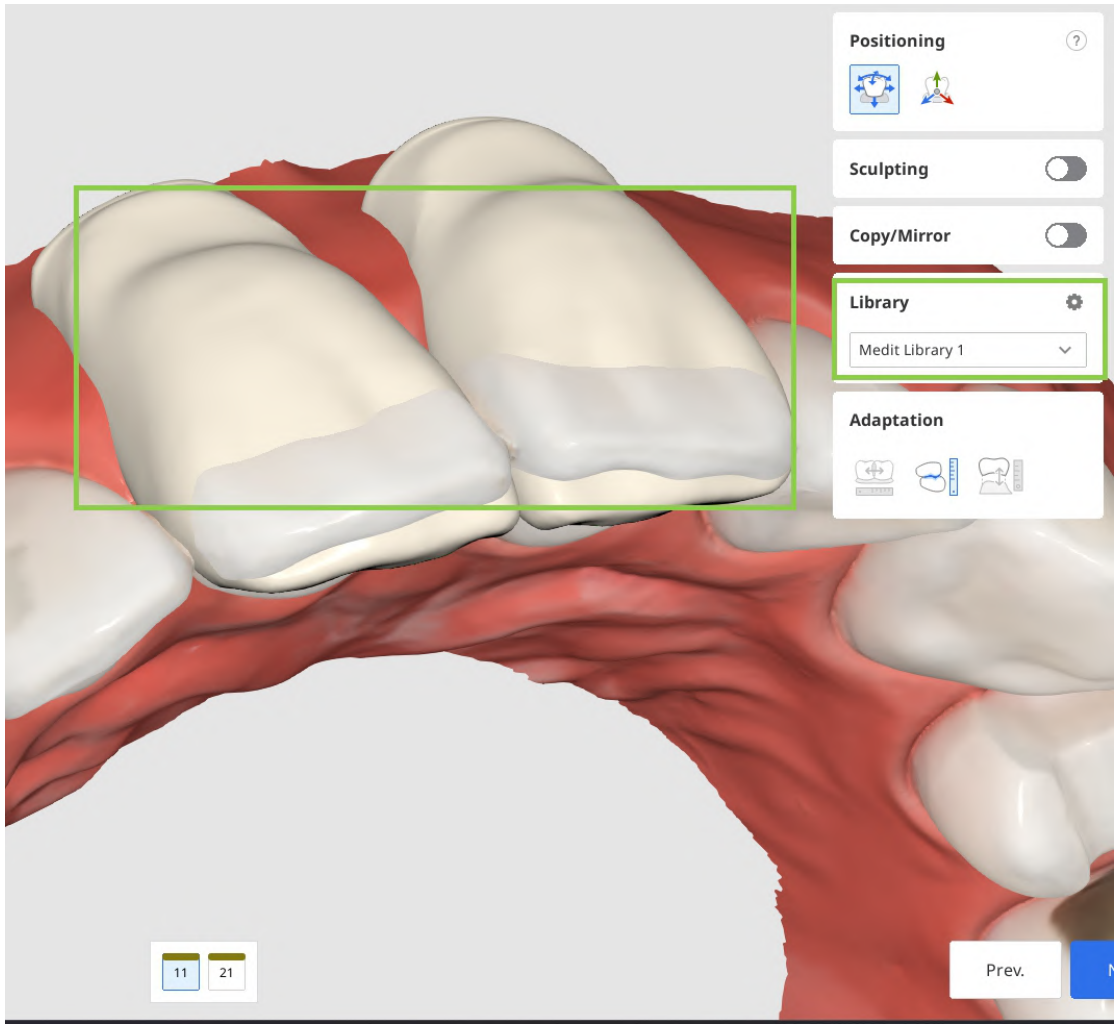 Positioning
?
Sculpting
Copy/Mirror
Library
Medit Library 1
Adaptation
11
21
Prev.
N